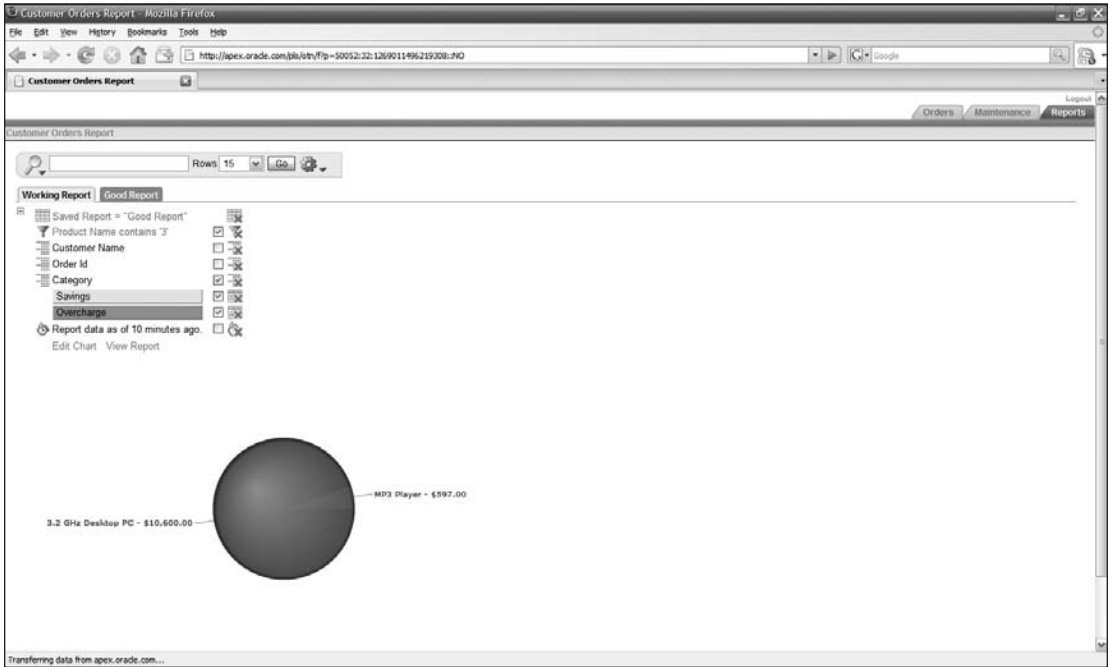 Customer Orders Report - Mozilla Firefox
File Edit View History Bookmarks Tools Help
http://apex.oracle.com/pls/otn/f?p=50052:32:1269011496219308::NO
Google
Customer Orders Report
Logout
Orders Maintenance Reports
Customer Orders Report
Rows 15 Go
Working Report Good Report
Saved Report = "Good Report"
Product Name contains '3'
Customer Name
Order Id
Category
Savings
Overcharge
Report data as of 10 minutes ago.
Edit Chart View Report
MP3 Player - $597.00
3.2 GHz Desktop PC - $10,600.00
Transferring data from apex.oracle.com...